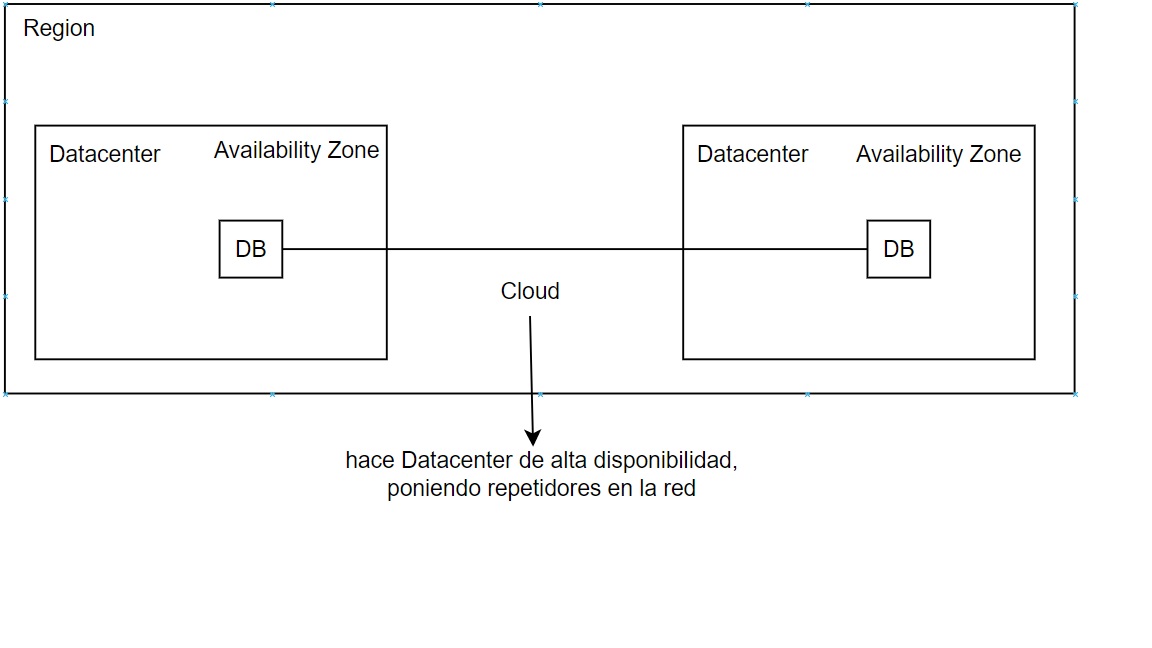 Region
Datacenter
Availability Zone
Datacenter
Availability Zone
DB
DB
Cloud
hace Datacenter de alta disponibilidad,
poniendo repetidores en la red